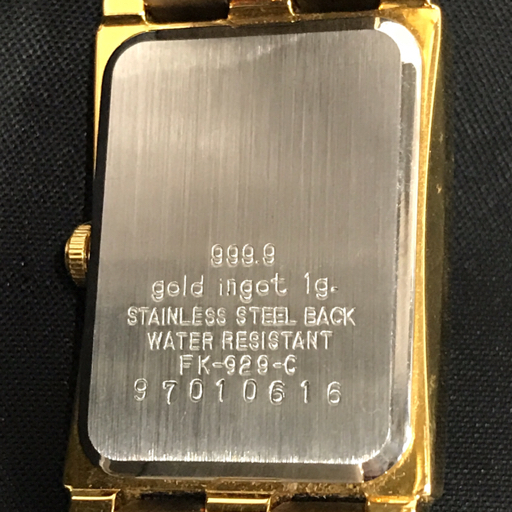 999.9
gold ingot 1g.
STAINLESS STEEL BACK
WATER RESISTANT
FK-929-C
97010616